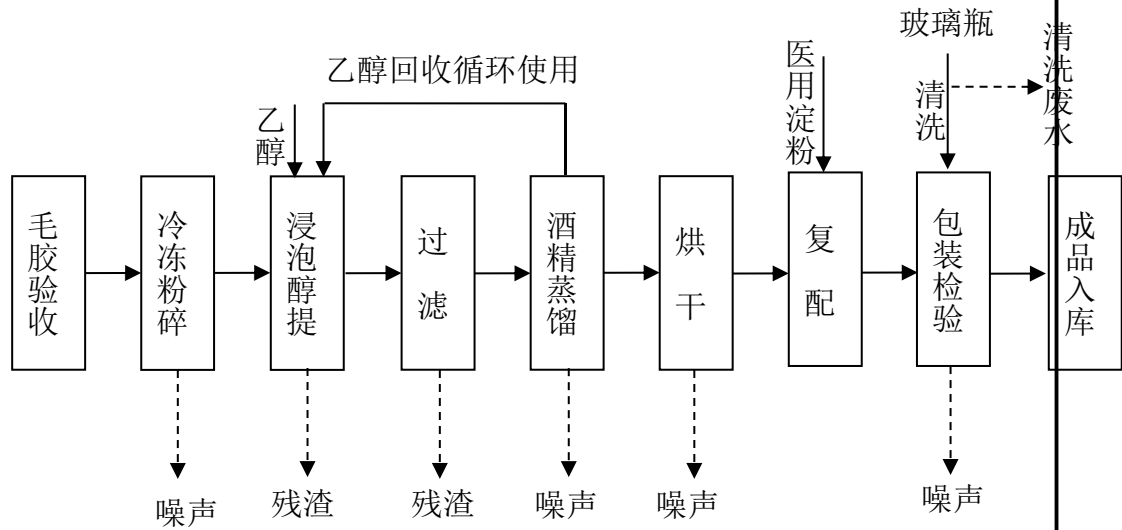 玻璃瓶
乙醇回收循环使用
乙醇
医用淀粉
清洗
清洗废水
毛胶验收
冷冻粉碎
浸泡醇提
过滤
酒精蒸馏
烘干
复配
包装检验
成品入库
噪声
残渣
残渣
噪声
噪声
噪声